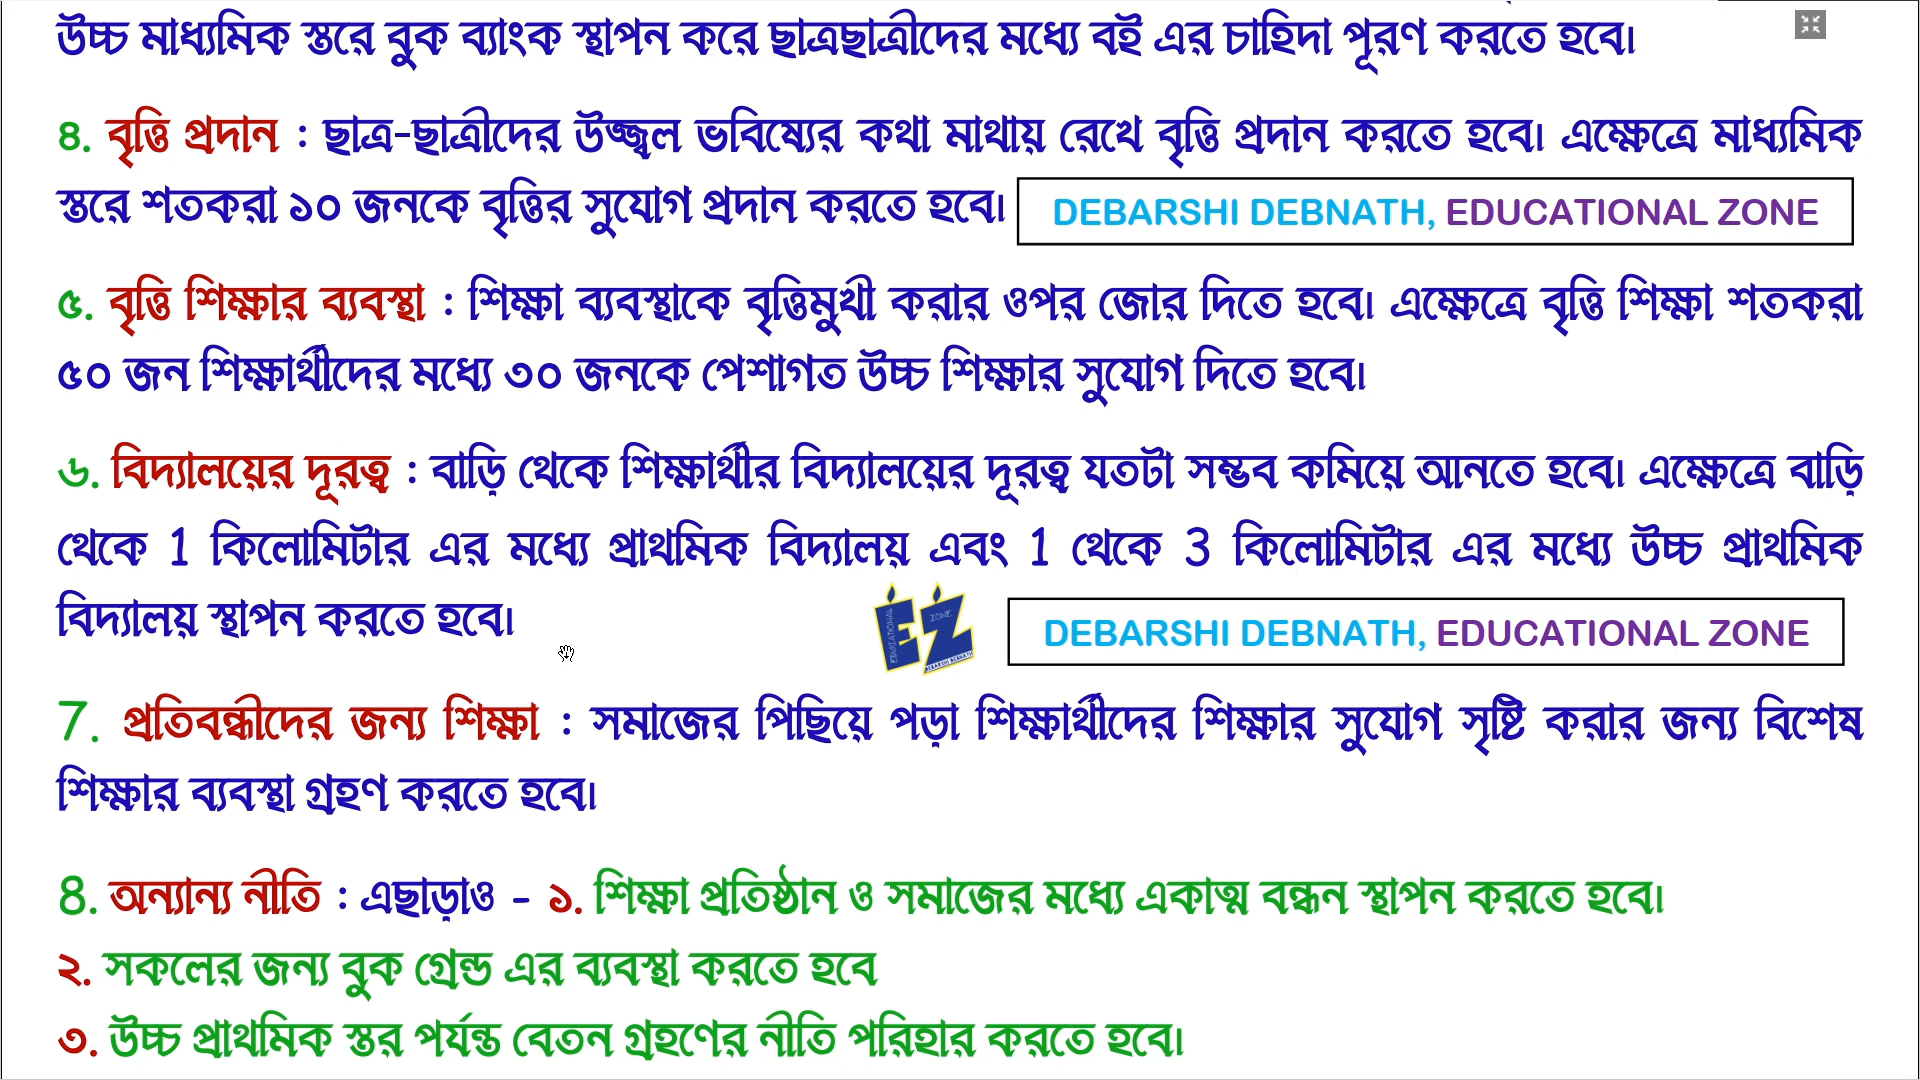 উচ্চ মাধ্যমিক স্তরে বুক ব্যাংক স্থাপন করে ছাত্রছাত্রীদের মধ্যে বই এর চাহিদা পূরণ করতে হবে।
৪. বৃত্তি প্রদান : ছাত্র-ছাত্রীদের উজ্জ্বল ভবিষ্যের কথা মাথায় রেখে বৃত্তি প্রদান করতে হবে। এক্ষেত্রে মাধ্যমিক
স্তরে শতকরা ১০ জনকে বৃত্তির সুযোগ প্রদান করতে হবে।
DEBARSHI DEBNATH, EDUCATIONAL ZONE
৫. বৃত্তি শিক্ষার ব্যবস্থা : শিক্ষা ব্যবস্থাকে বৃত্তিমুখী করার ওপর জোর দিতে হবে। এক্ষেত্রে বৃত্তি শিক্ষা শতকরা
৫০ জন শিক্ষার্থীদের মধ্যে ৩০ জনকে পেশাগত উচ্চ শিক্ষার সুযোগ দিতে হবে।
৬. বিদ্যালয়ের দূরত্ব : বাড়ি থেকে শিক্ষার্থীর বিদ্যালয়ের দূরত্ব যতটা সম্ভব কমিয়ে আনতে হবে। এক্ষেত্রে বাড়ি
থেকে 1 কিলোমিটার এর মধ্যে প্রাথমিক বিদ্যালয় এবং 1 থেকে 3 কিলোমিটার এর মধ্যে উচ্চ প্রাথমিক
বিদ্যালয় স্থাপন করতে হবে।
EZ
EDUCATIONAL
ZONE
DEBARSHI DEBNATH
DEBARSHI DEBNATH, EDUCATIONAL ZONE
7. প্রতিবন্ধীদের জন্য শিক্ষা : সমাজের পিছিয়ে পড়া শিক্ষার্থীদের শিক্ষার সুযোগ সৃষ্টি করার জন্য বিশেষ
শিক্ষার ব্যবস্থা গ্রহণ করতে হবে।
8. অন্যান্য নীতি : এছাড়াও - ১. শিক্ষা প্রতিষ্ঠান ও সমাজের মধ্যে একাত্ম বন্ধন স্থাপন করতে হবে।
২. সকলের জন্য বুক গ্রেন্ড এর ব্যবস্থা করতে হবে
৩. উচ্চ প্রাথমিক স্তর পর্যন্ত বেতন গ্রহণের নীতি পরিহার করতে হবে।